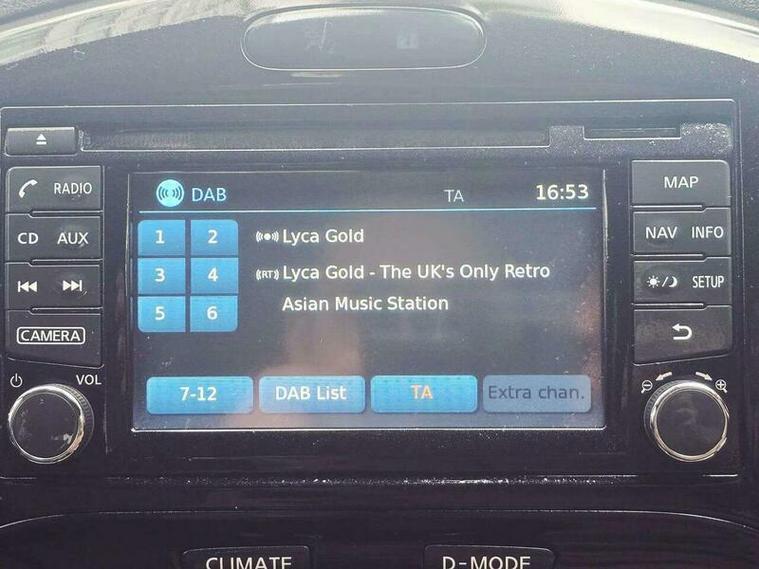 DAB TA 16:53
RADIO
MAP
1 2 Lyca Gold
CD AUX
NAV INFO
3 4 RT Lyca Gold - The UK's Only Retro
Asian Music Station
SETUP
5 6
CAMERA
VOL
7-12 DAB List TA Extra chan.
CLIMATE D-MODE